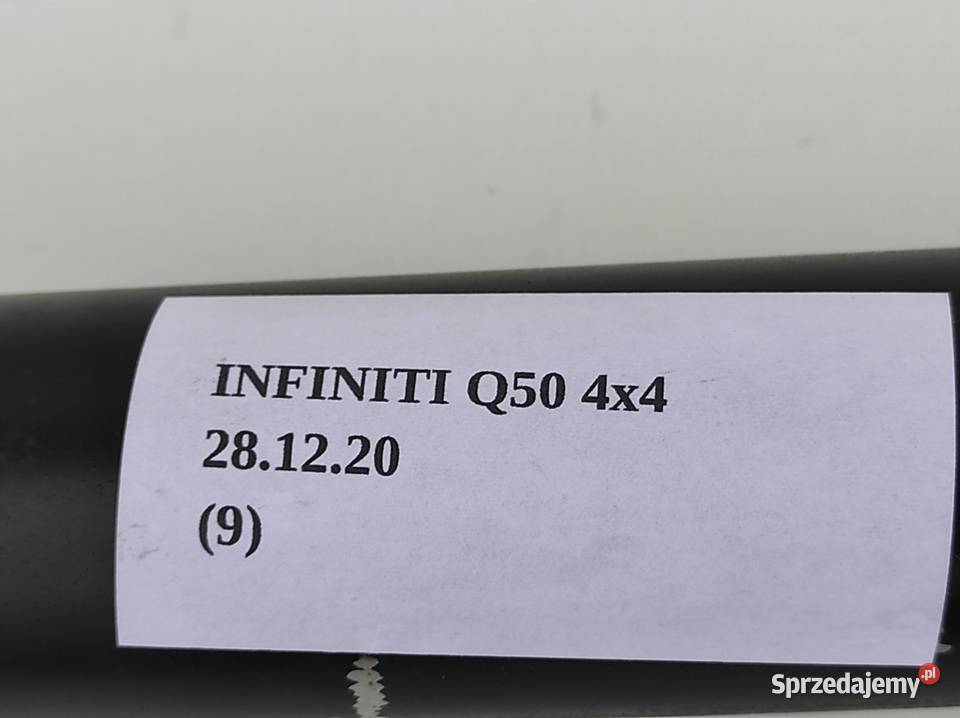 INFINITI Q50 4x4
28.12.20
(9)
Sprzedajemy.pl